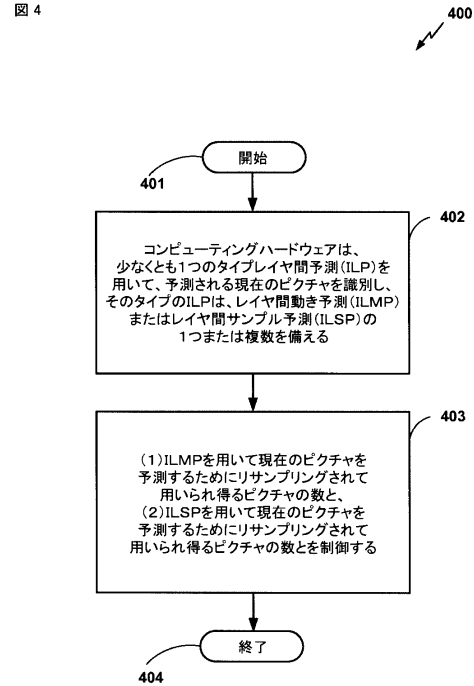 図 4
400
開始
401
402
コンピューティングハードウェアは、
少なくとも1つのタイプレイヤ間予測(ILP)を
用いて、予測される現在のピクチャを識別し、
そのタイプのILPは、レイヤ間動き予測(ILMP)
またはレイヤ間サンプル予測(ILSP)の
1つまたは複数を備える
403
(1)ILMPを用いて現在のピクチャを
予測するためにリサンプリングされて
用いられ得るピクチャの数と、
(2)ILSPを用いて現在のピクチャを
予測するためにリサンプリングされて
用いられ得るピクチャの数とを制御する
終了
404